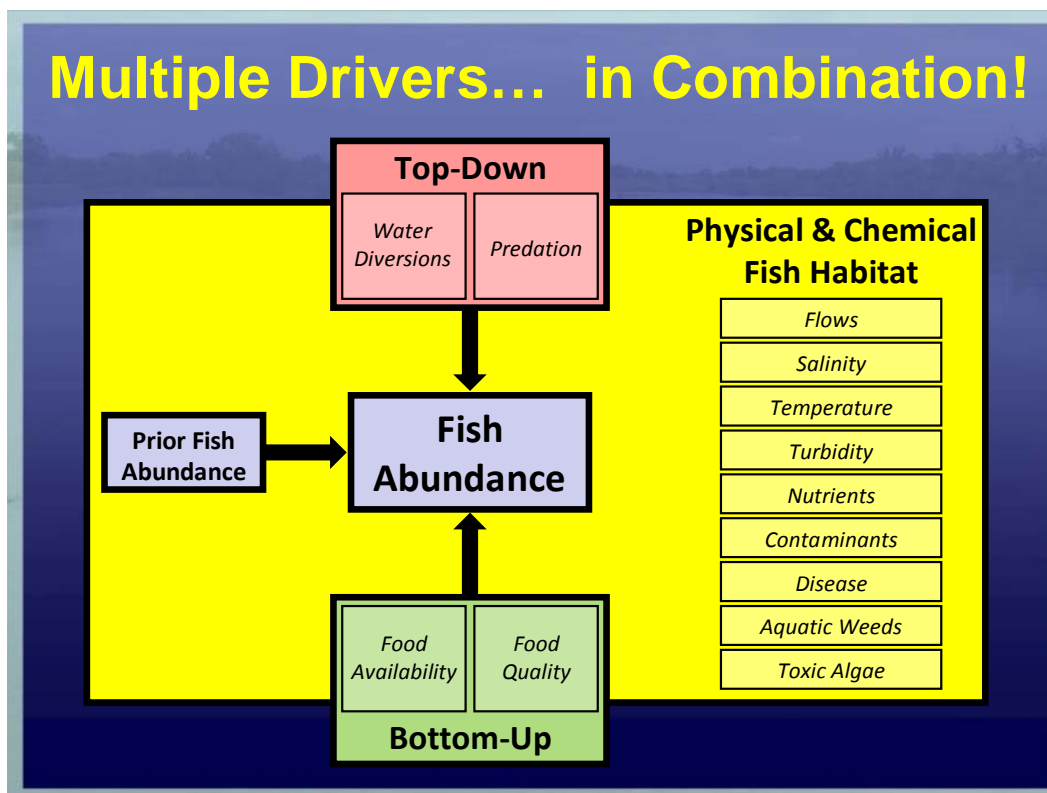 Multiple Drivers… in Combination!
Top-Down
Water
Diversions
Predation
Physical & Chemical
Fish Habitat
Flows
Salinity
Temperature
Turbidity
Nutrients
Contaminants
Disease
Aquatic Weeds
Toxic Algae
Prior Fish
Abundance
Fish
Abundance
Food
Availability
Food
Quality
Bottom-Up